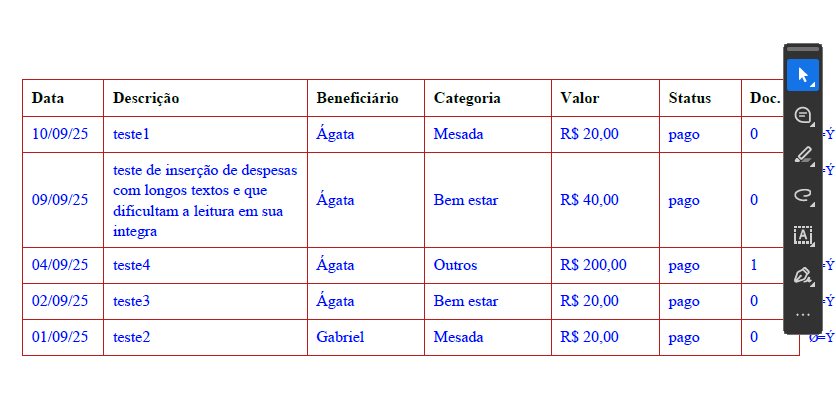 Data Descrição Beneficiário Categoria Valor Status Doc.
10/09/25 teste1 Ágata Mesada R$ 20,00 pago 0 =Ý
teste de inserção de despesas =Ý
com longos textos e que
09/09/25 Ágata Bem estar R$ 40,00 pago 0
dificultam a leitura em sua
integra
04/09/25 teste4 Ágata Outros R$ 200,00 pago 1 =Ý
02/09/25 teste3 Ágata Bem estar R$ 20,00 pago 0 =Ý
01/09/25 teste2 Gabriel Mesada R$ 20,00 pago 0 Ø=Ý